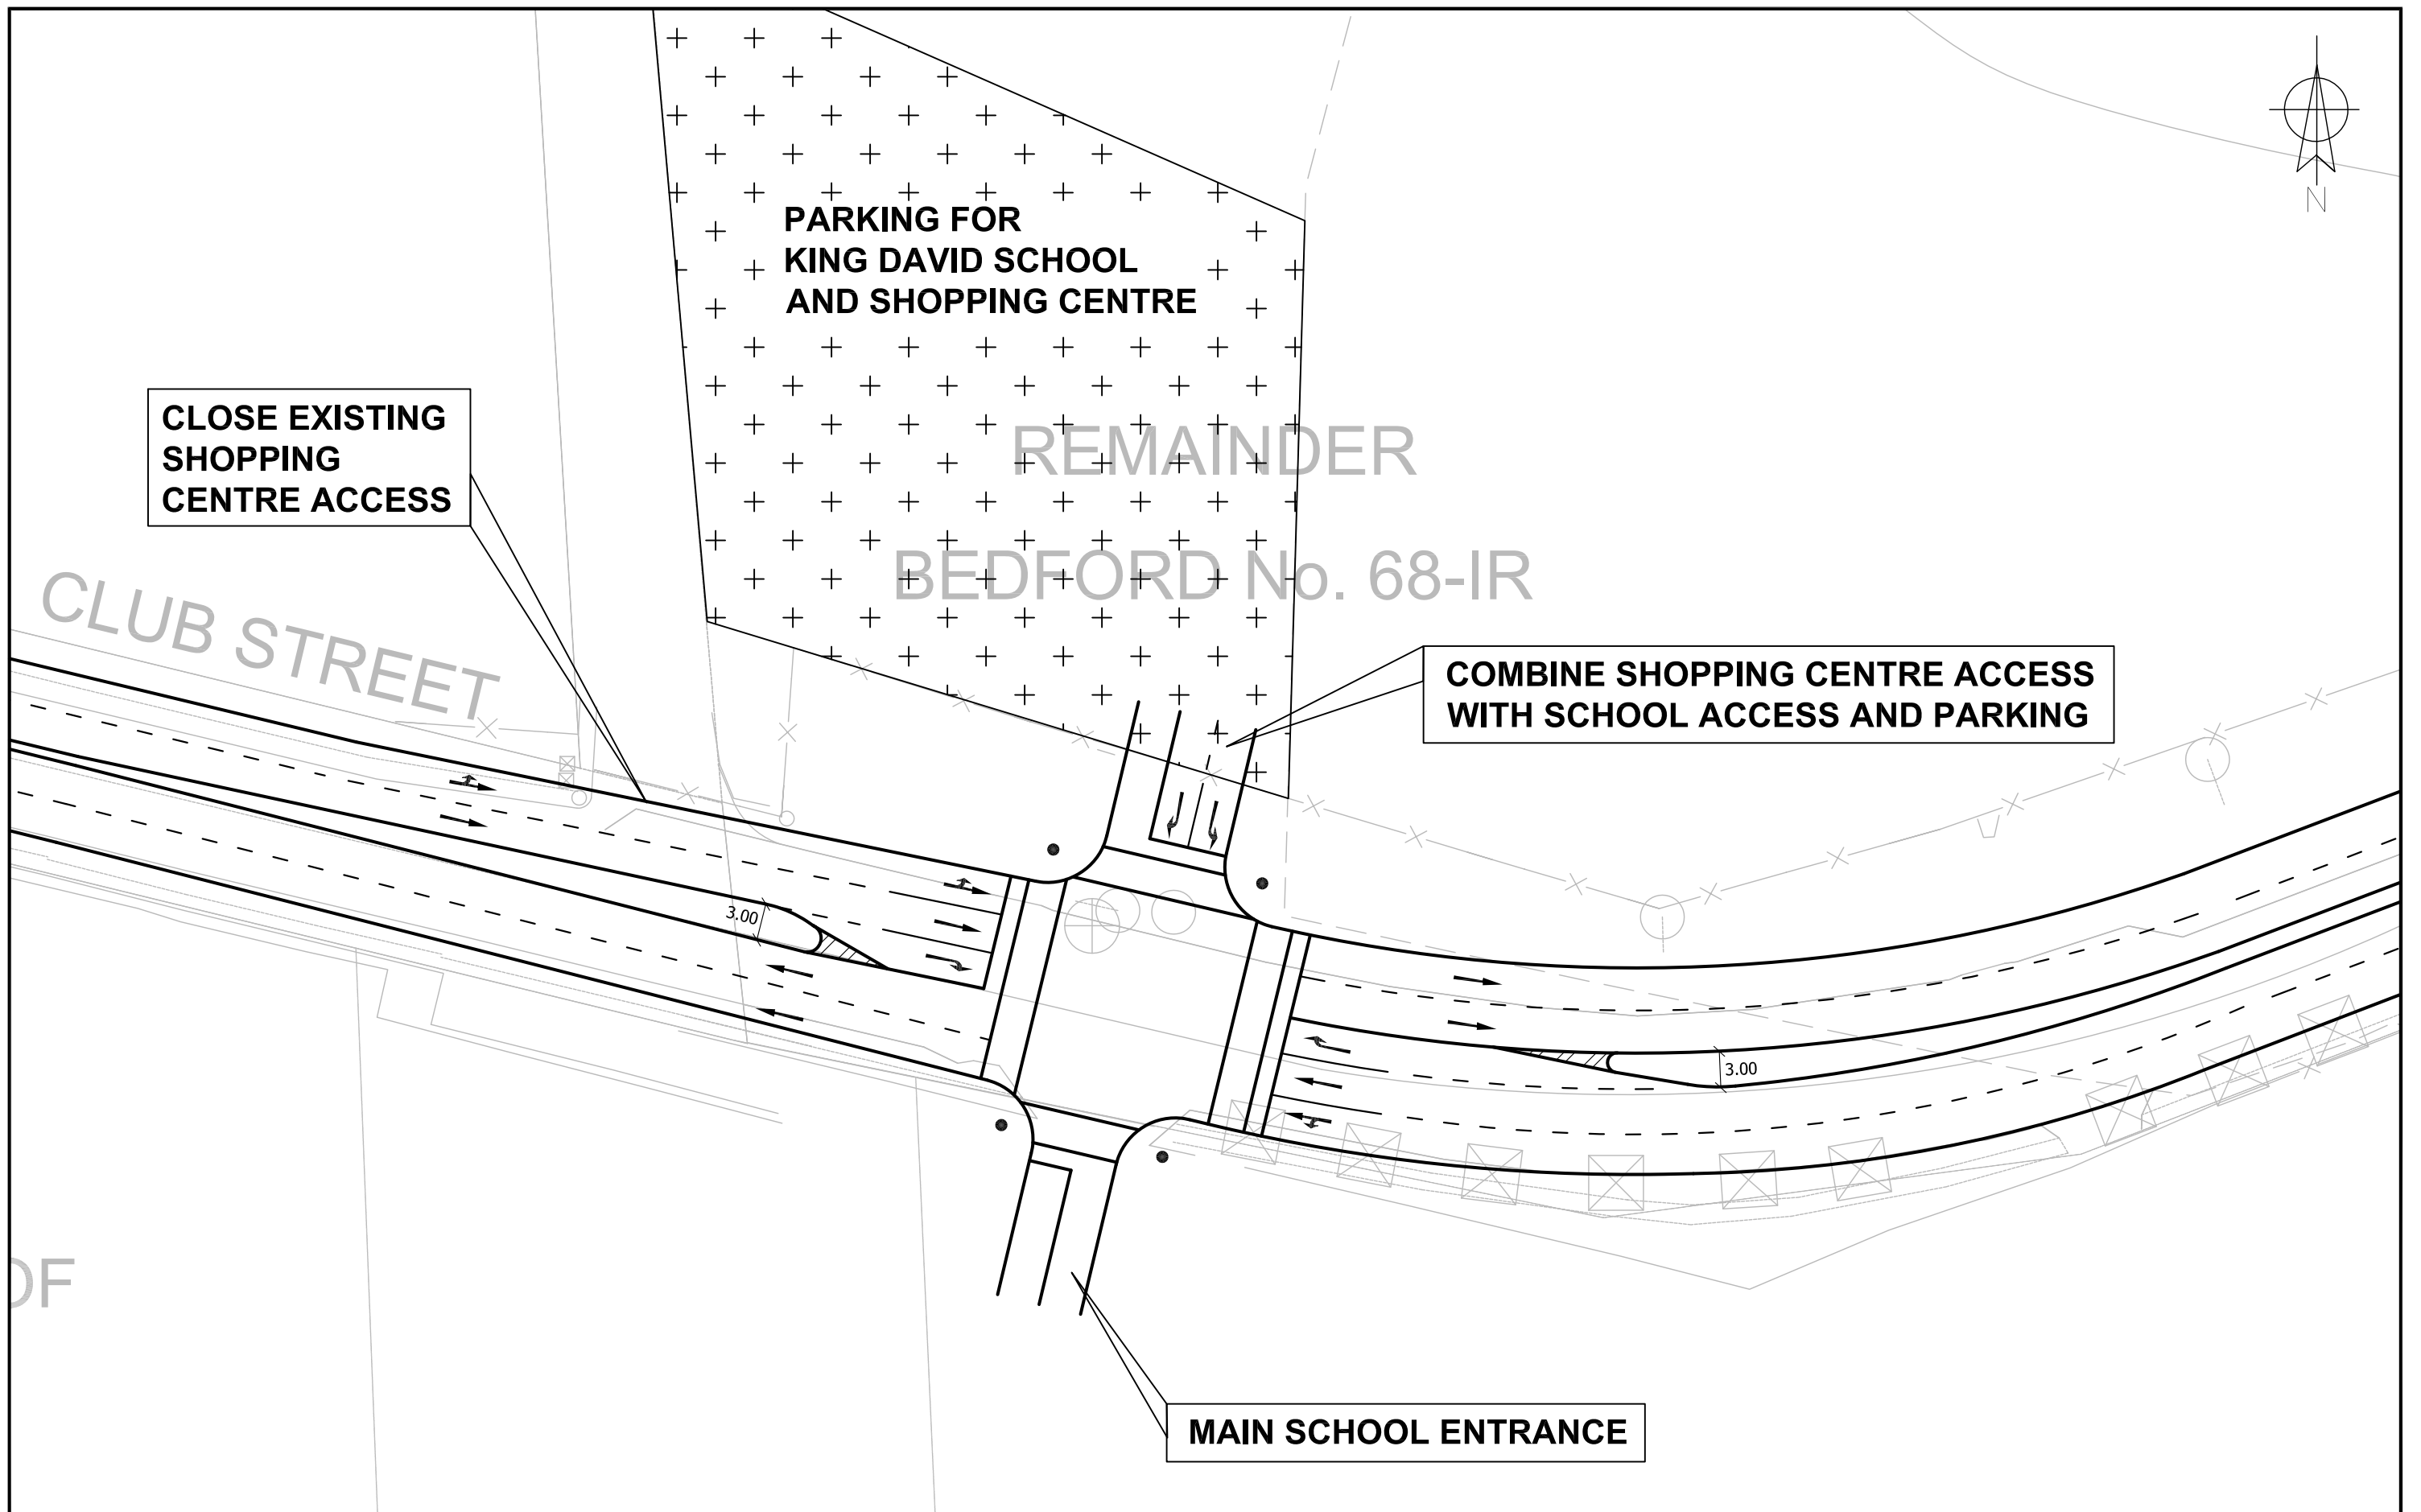 N
PARKING FOR
KING DAVID SCHOOL
AND SHOPPING CENTRE
CLOSE EXISTING
SHOPPING
CENTRE ACCESS
REMAINDER
BEDFORD No. 68-IR
CLUB STREET
COMBINE SHOPPING CENTRE ACCESS
WITH SCHOOL ACCESS AND PARKING
3.00
3.00
OF
MAIN SCHOOL ENTRANCE